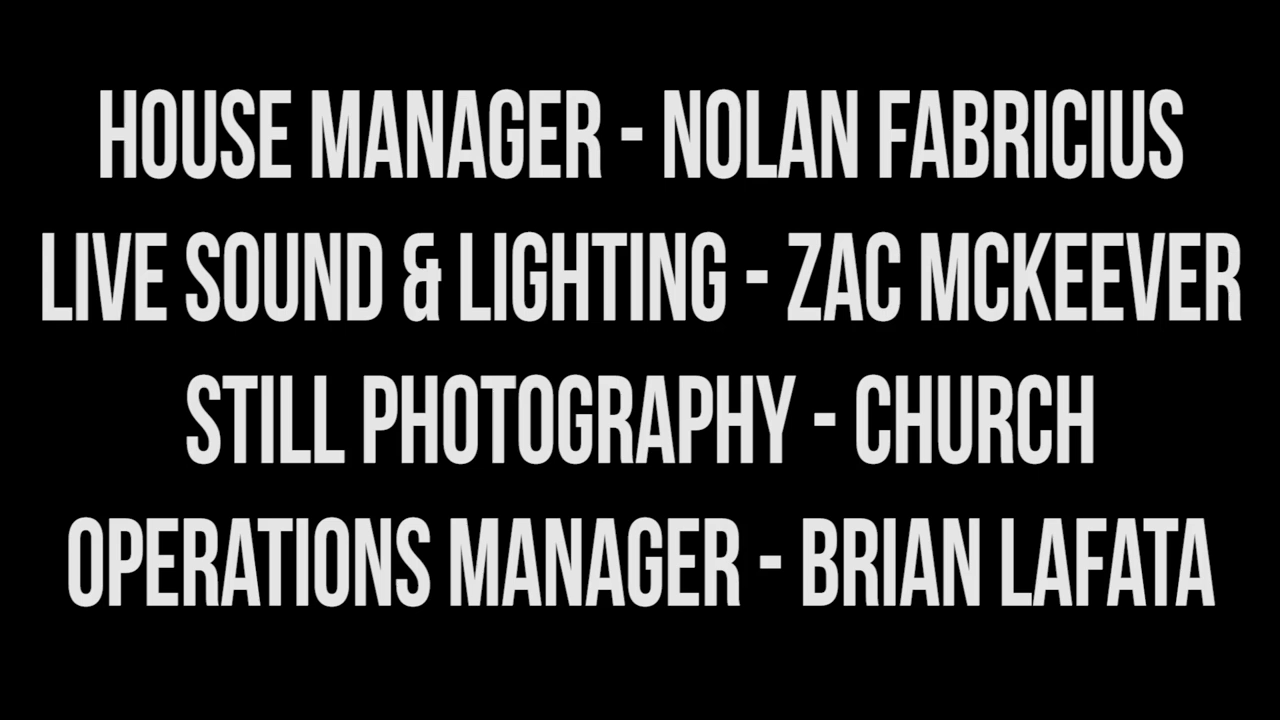 HOUSE MANAGER - NOLAN FABRICIUS
LIVE SOUND & LIGHTING - ZAC MCKEEVER
STILL PHOTOGRAPHY - CHURCH
OPERATIONS MANAGER - BRIAN LAFATA